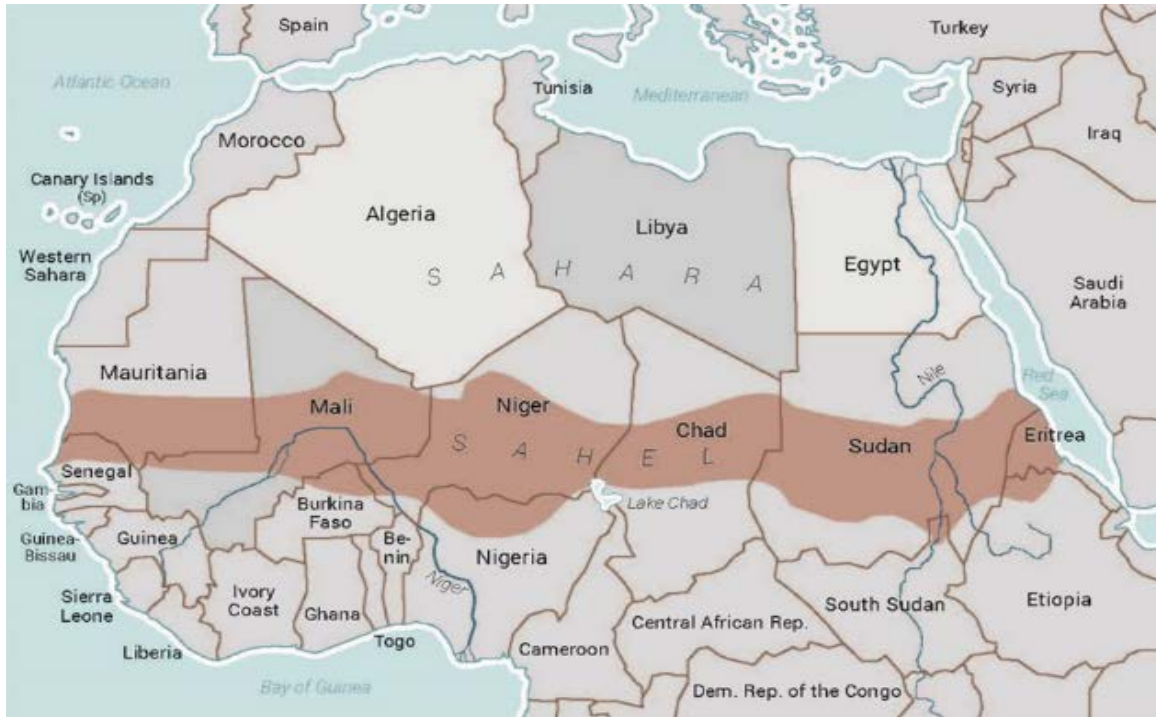 Spain
Turkey
Atlantic Ocean
Tunisia
Mediterranean
Syria
Iraq
Morocco
Canary Islands
(Sp)
Algeria
Libya
Western
Sahara
Egypt
Saudi
Arabia
S A H A R A
Mauritania
Nile
Red
Sea
Mali
Niger
Chad
Sudan
Eritrea
S A H E L
Senegal
Gam-
bia
Lake Chad
Burkina
Faso
Guinea-
Bissau
Guinea
Be-
nin
Nigeria
Niger
Sierra
Leone
Ivory
Coast
Ghana
South Sudan
Etiopia
Central African Rep.
Togo
Liberia
Cameroon
Bay of Guinea
Dem. Rep. of the Congo